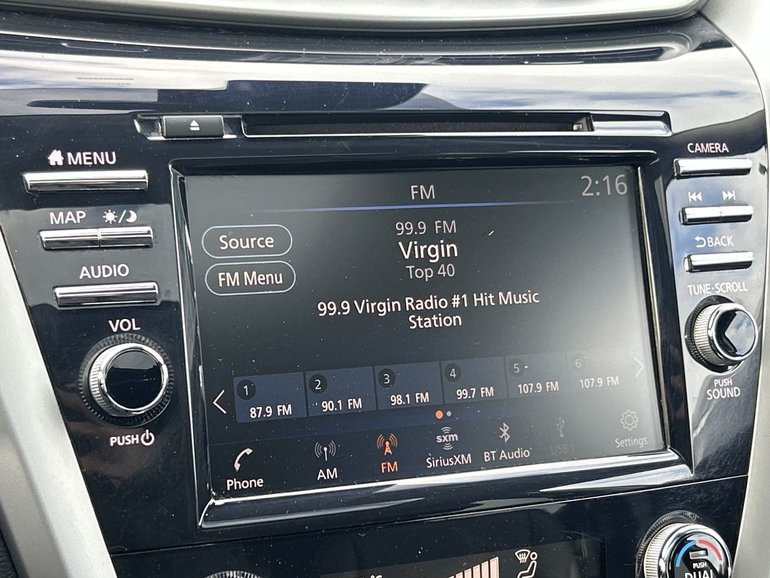 MENU
MAP
AUDIO
VOL
PUSH
FM
2:16
Source
FM Menu
99.9 FM
Virgin
Top 40
99.9 Virgin Radio #1 Hit Music
Station
1 2 3 4 5 6
87.9 FM 90.1 FM 98.1 FM 99.7 FM 107.9 FM 107.9 FM
Phone AM FM SiriusXM BT Audio USB1 Settings
sxm
CAMERA
BACK
TUNE·SCROLL
PUSH
SOUND
PUSH
DUAL